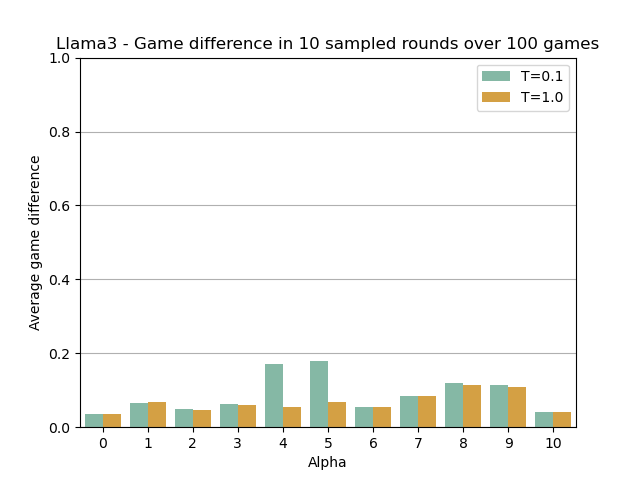 Llama3 - Game difference in 10 sampled rounds over 100 games
1.0
0.8
0.6
0.4
0.2
0.0
Average game difference
T=0.1
T=1.0
0 1 2 3 4 5 6 7 8 9 10
Alpha